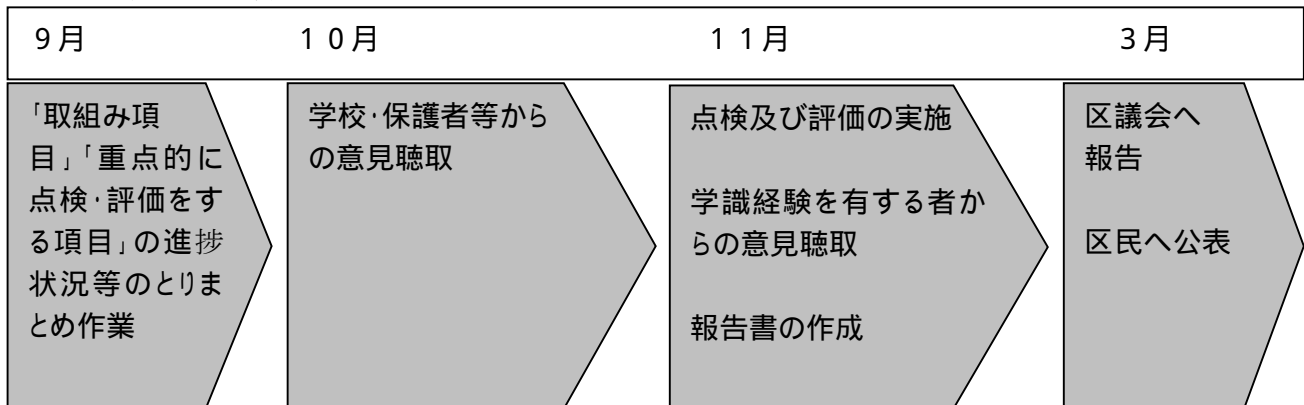 9月 10月 11月 3月
「取組み項
目」「重点的に
点検・評価をす
る項目」の進捗
状況等のとりま
とめ作業
学校・保護者等から
の意見聴取
点検及び評価の実施
学識経験を有する者か
らの意見聴取
報告書の作成
区議会へ
報告
区民へ公表